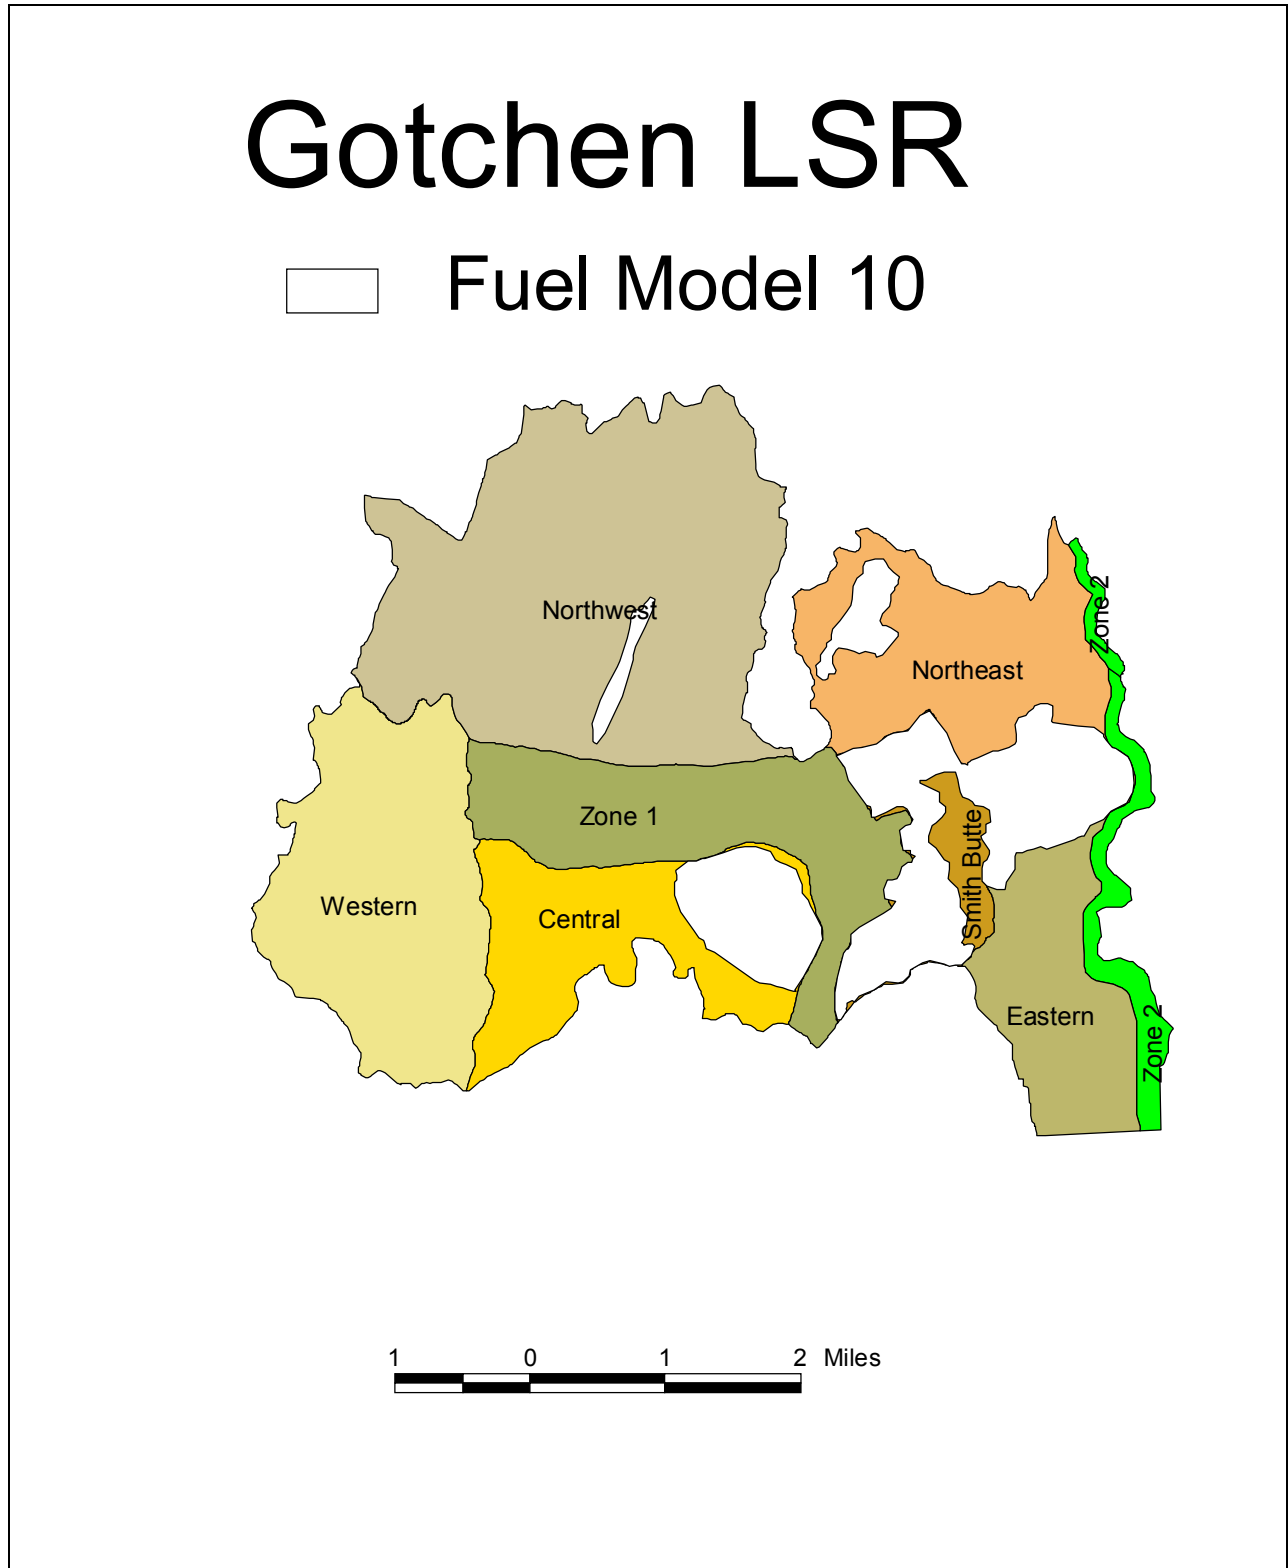 Gotchen LSR
Fuel Model 10
Northwest
Zone 2
Northeast
Zone 1
Smith Butte
Western
Central
Eastern
Zone 2
1 0 1 2 Miles